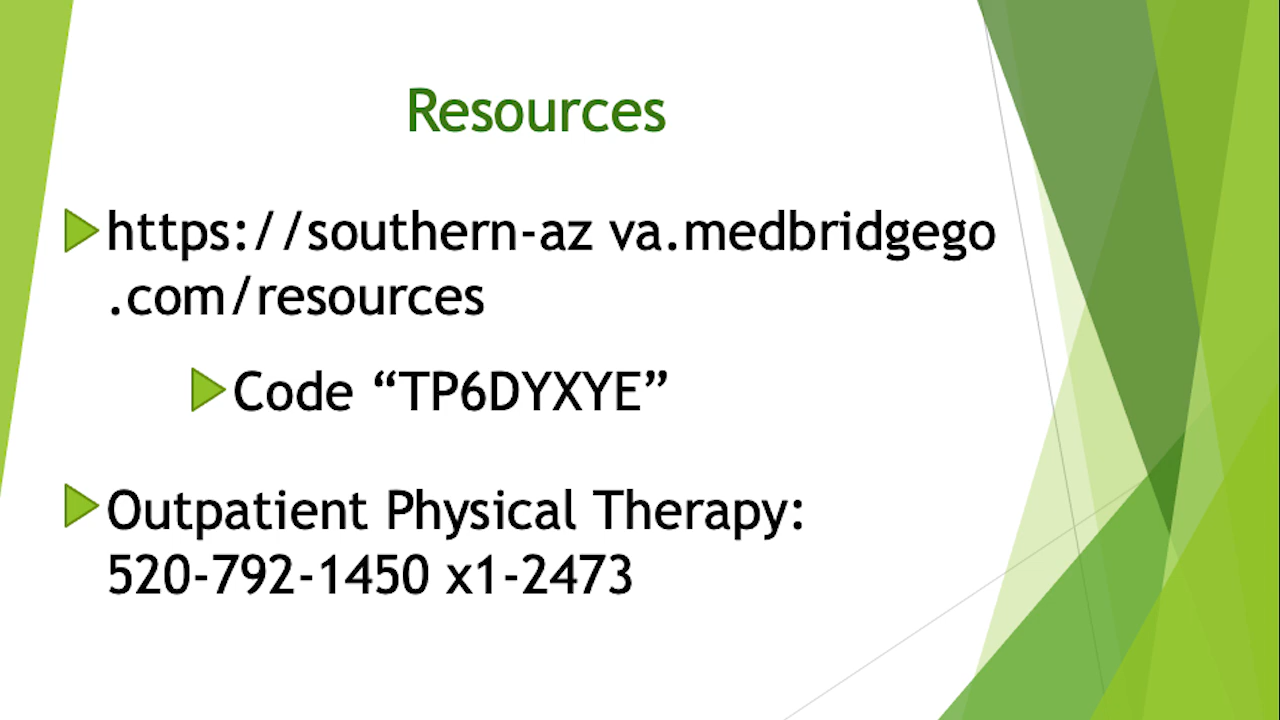 Resources
https://southern-az va.medbridgego
.com/resources
Code “TP6DYXYE”
Outpatient Physical Therapy:
520-792-1450 x1-2473